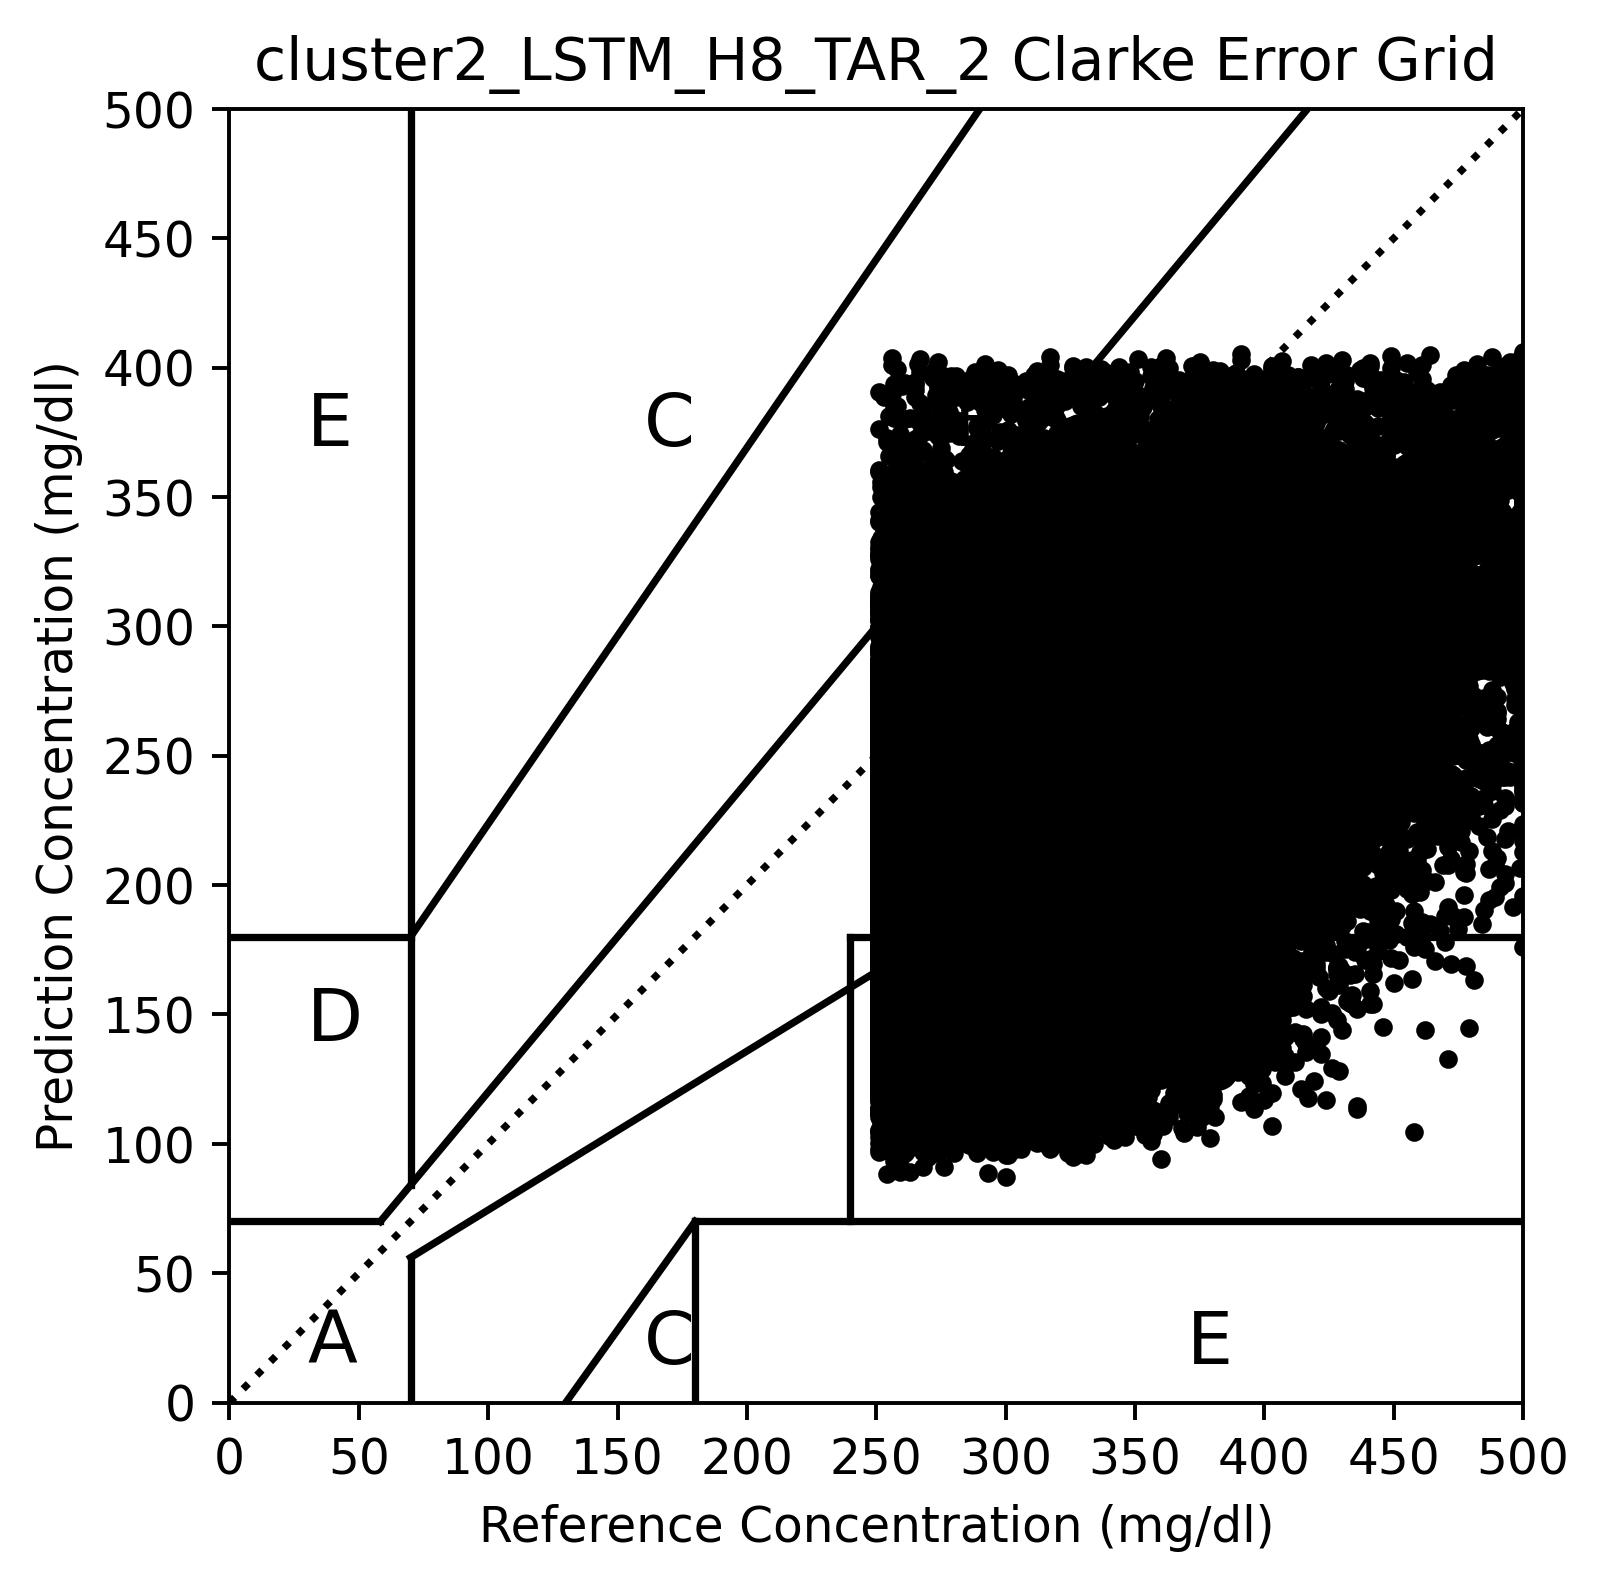 cluster2_LSTM_H8_TAR_2 Clarke Error Grid
500
450
400
350
300
250
200
150
100
50
0
Prediction Concentration (mg/dl)
E
C
D
A
C
E
0 50 100 150 200 250 300 350 400 450 500
Reference Concentration (mg/dl)